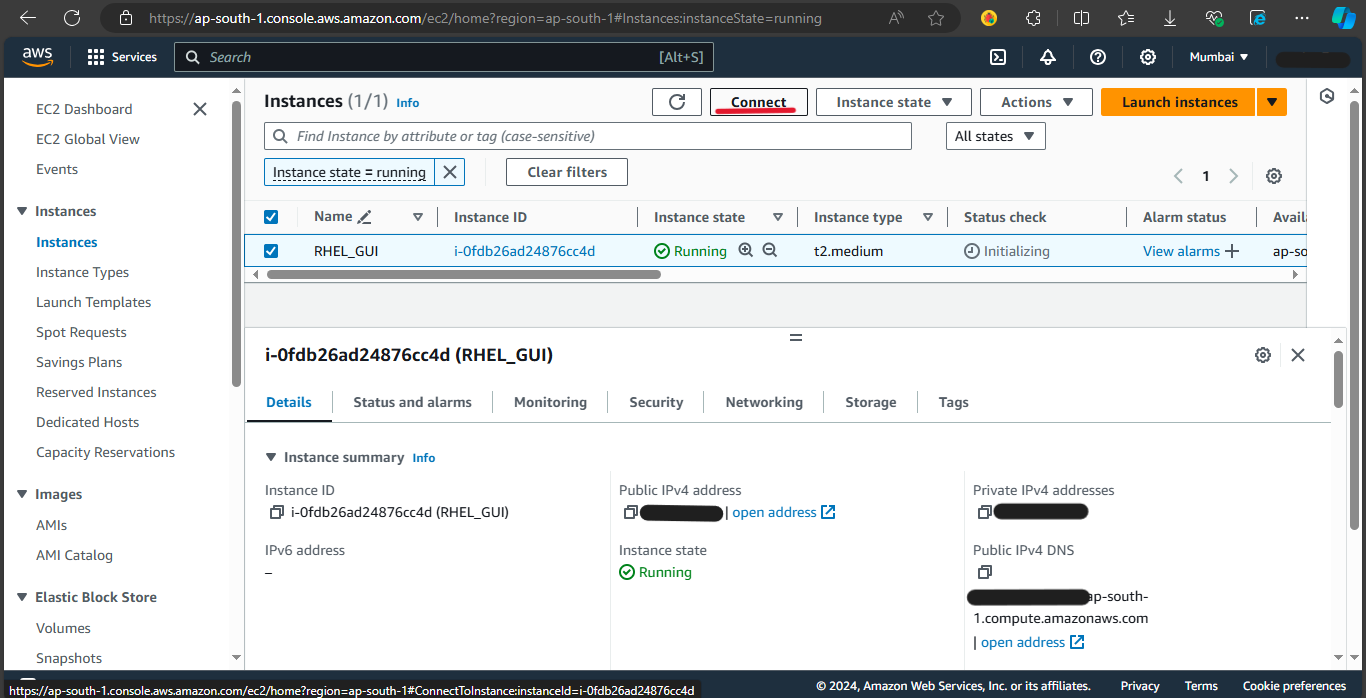 https://ap-south-1.console.aws.amazon.com/ec2/home?region=ap-south-1#Instances:instanceState=running
aws
Services
Search
[Alt+S]
Mumbai
EC2 Dashboard
EC2 Global View
Events
Instances
Instances
Instance Types
Launch Templates
Spot Requests
Savings Plans
Reserved Instances
Dedicated Hosts
Capacity Reservations
Images
AMIs
AMI Catalog
Elastic Block Store
Volumes
Snapshots
Instances (1/1) Info
Connect
Instance state
Actions
Launch instances
Find Instance by attribute or tag (case-sensitive)
All states
Instance state = running
Clear filters
1
Name Instance ID Instance state Instance type Status check Alarm status Availa
RHEL_GUI i-0fdb26ad24876cc4d Running t2.medium Initializing View alarms + ap-so
i-0fdb26ad24876cc4d (RHEL_GUI)
Details Status and alarms Monitoring Security Networking Storage Tags
Instance summary Info
Instance ID
i-0fdb26ad24876cc4d (RHEL_GUI)
Public IPv4 address
| open address
Private IPv4 addresses
IPv6 address
–
Instance state
Running
Public IPv4 DNS
ap-south-
1.compute.amazonaws.com
| open address
https://ap-south-1.console.aws.amazon.com/ec2/home?region=ap-south-1#ConnectToInstance:instanceId=i-0fdb26ad24876cc4d
© 2024, Amazon Web Services, Inc. or its affiliates. Privacy Terms Cookie preferences